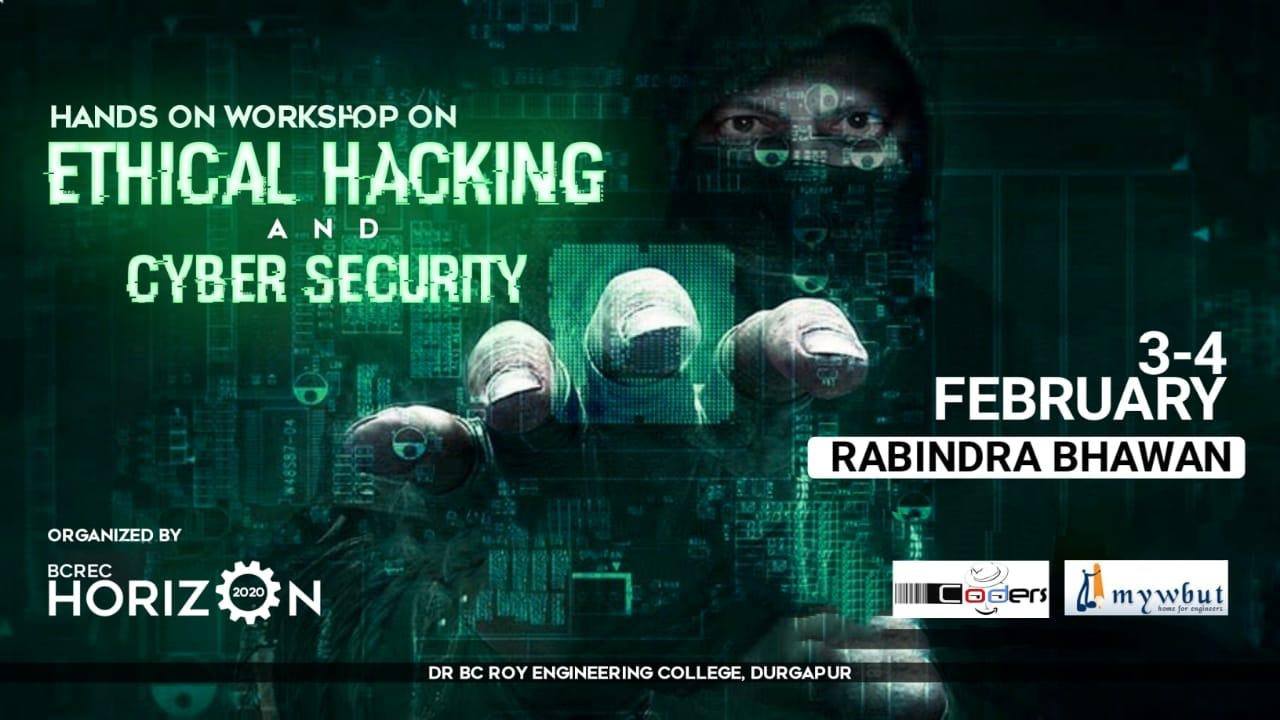 HANDS ON WORKSHOP ON
ETHICAL HACKING
AND
CYBER SECURITY
3-4
FEBRUARY
RABINDRA BHAWAN
ORGANIZED BY
BCREC
HORIZON
2020
Coders
mywbut
home for engineers
DR BC ROY ENGINEERING COLLEGE, DURGAPUR